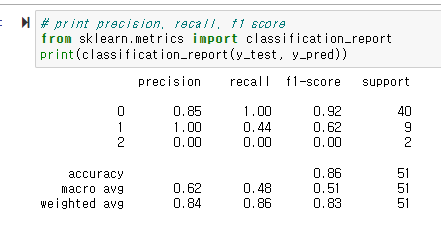 # print precision, recall, f1 score
from sklearn.metrics import classification_report
print(classification_report(y_test, y_pred))
precision recall f1-score support
0 0.85 1.00 0.92 40
1 1.00 0.44 0.62 9
2 0.00 0.00 0.00 2
accuracy 0.86 51
macro avg 0.62 0.48 0.51 51
weighted avg 0.84 0.86 0.83 51